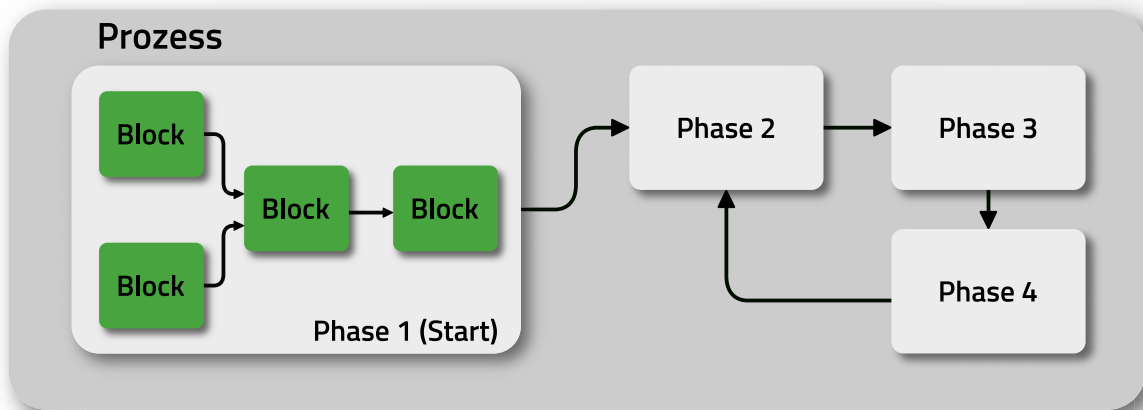 Prozess
Block
Block
Block
Block
Phase 1 (Start)
Phase 2
Phase 3
Phase 4